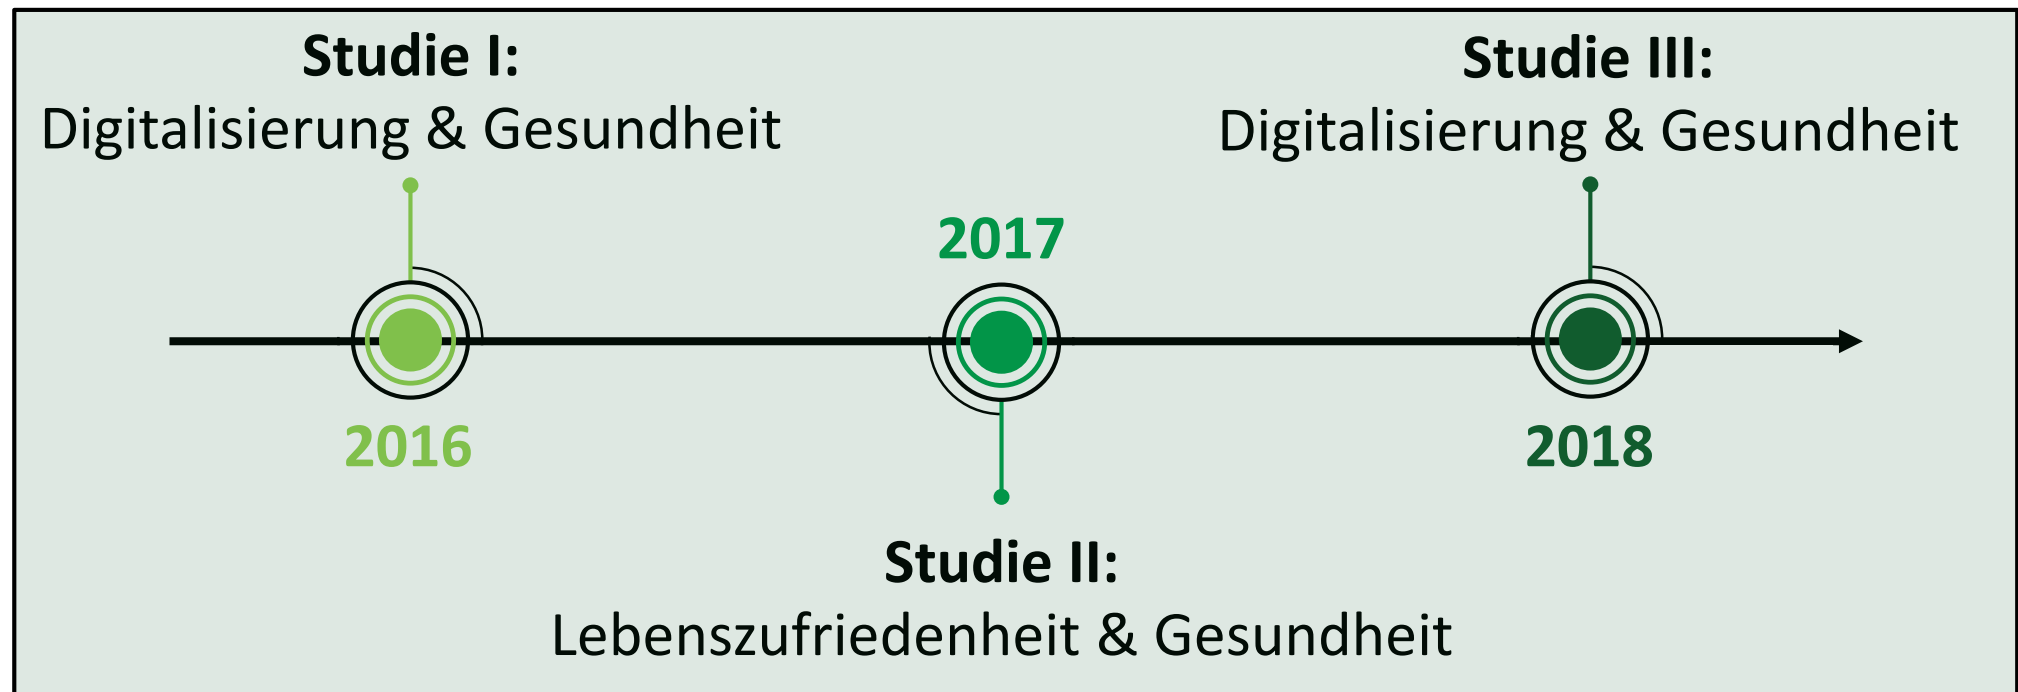 Studie I:
Digitalisierung & Gesundheit
2016
2017
Studie II:
Lebenszufriedenheit & Gesundheit
Studie III:
Digitalisierung & Gesundheit
2018